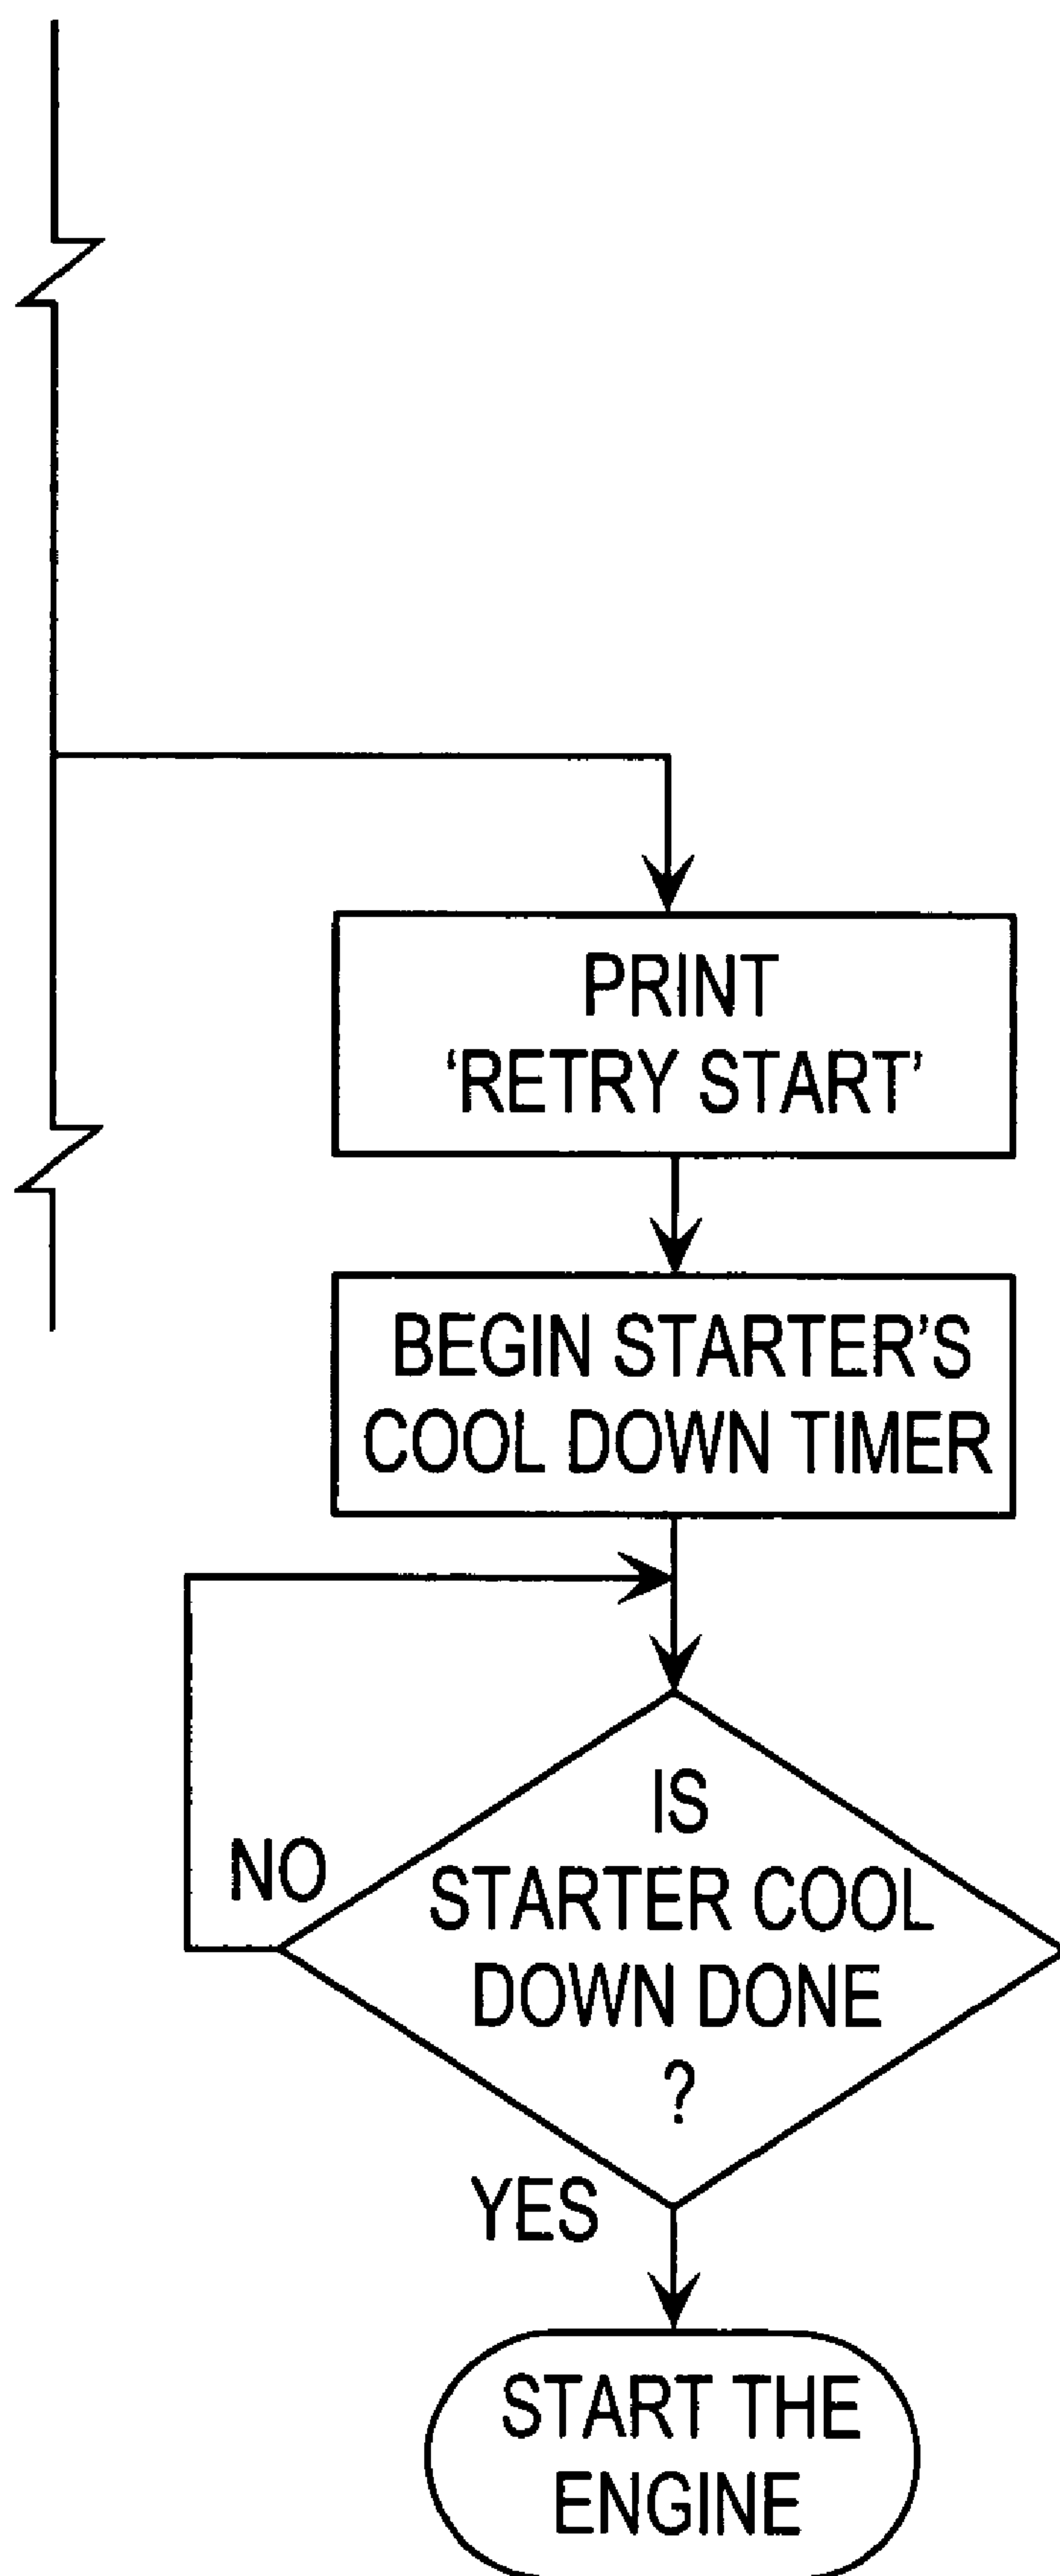 PRINT
‘RETRY START’
BEGIN STARTER’S
COOL DOWN TIMER
IS
STARTER COOL
DOWN DONE
?
NO
YES
START THE
ENGINE